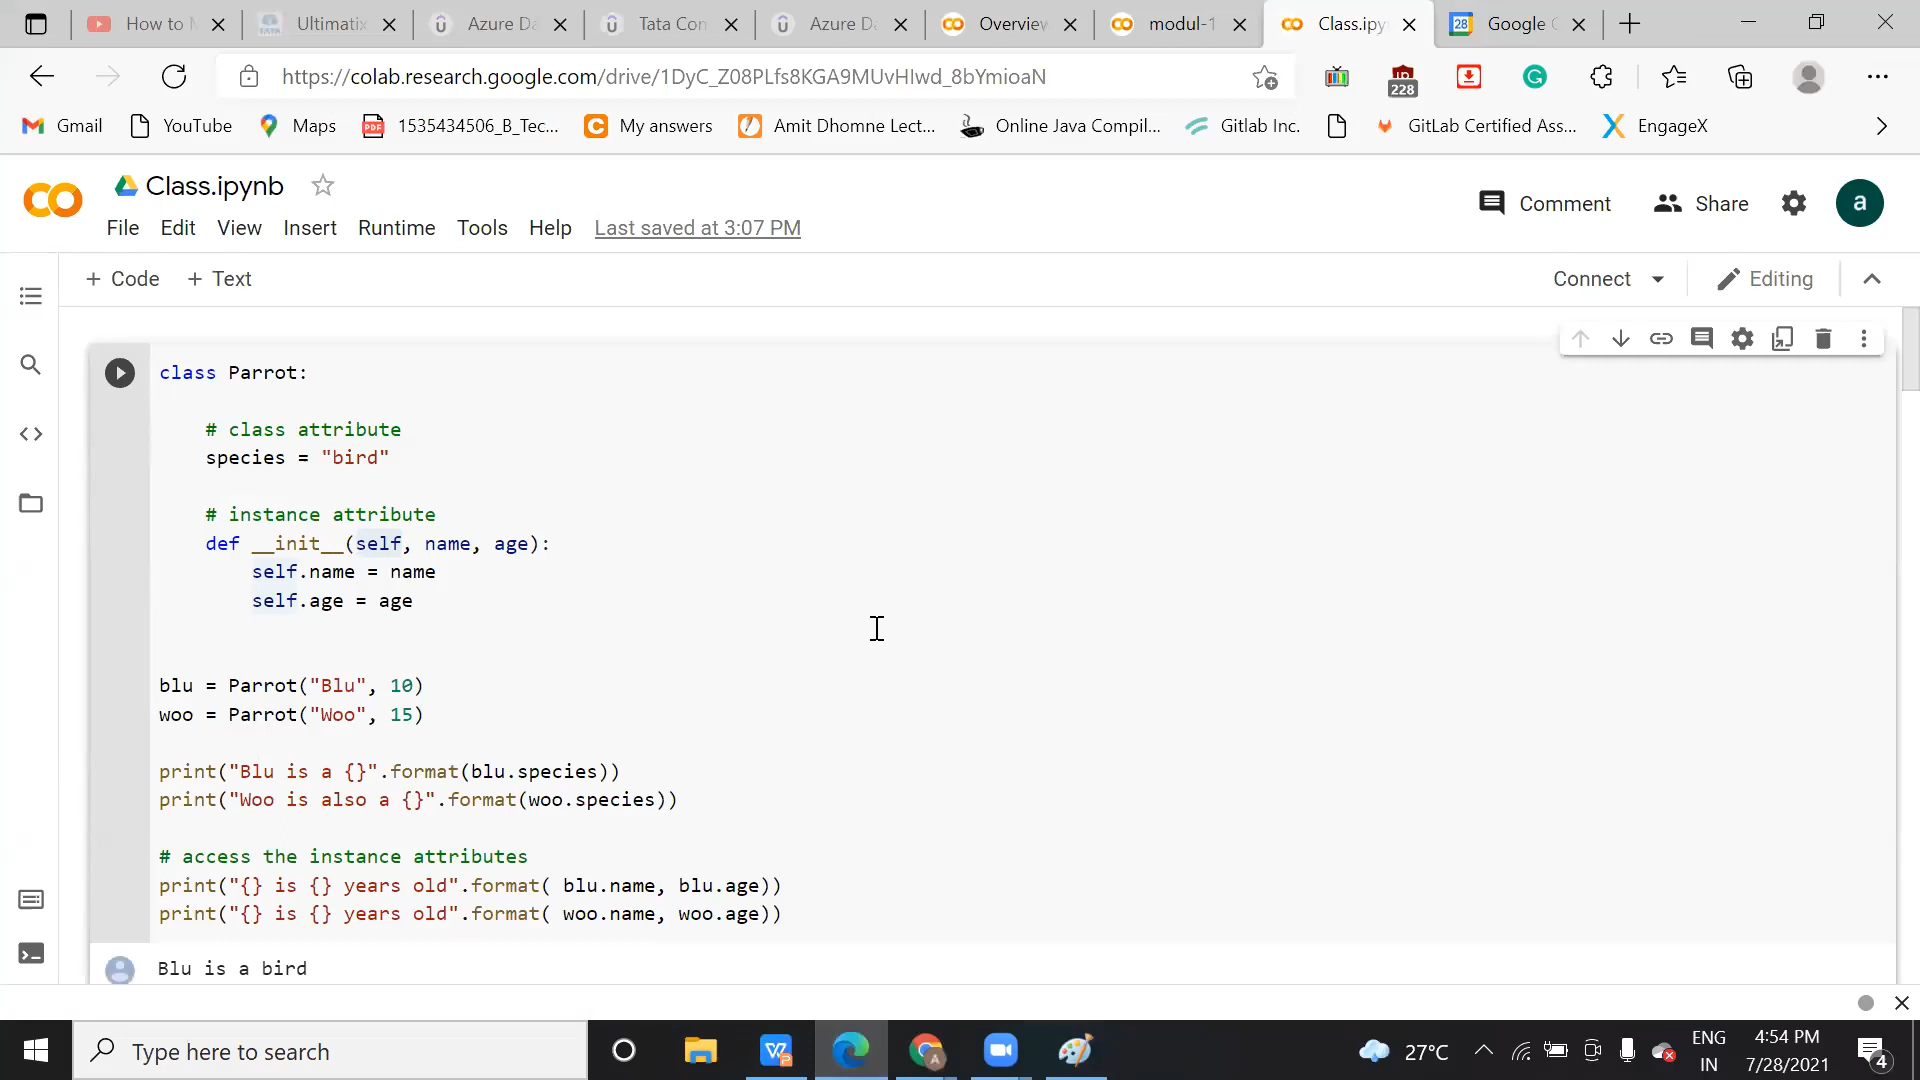 How to
Ultimatix
Azure Da
Tata Con
Azure Da
Overview
modul-1
Class.ipy
28
Google C
https://colab.research.google.com/drive/1DyC_Z08PLfs8KGA9MUvHIwd_8bYmioaN
228
Gmail
YouTube
Maps
PDF
1535434506_B_Tec...
My answers
Amit Dhomne Lect...
Online Java Compil...
Gitlab Inc.
GitLab Certified Ass...
EngageX
Class.ipynb
Comment
Share
a
File Edit View Insert Runtime Tools Help Last saved at 3:07 PM
+ Code + Text
Connect
Editing
class Parrot:
# class attribute
species = "bird"
# instance attribute
def __init__(self, name, age):
self.name = name
self.age = age
blu = Parrot("Blu", 10)
woo = Parrot("Woo", 15)
print("Blu is a {}".format(blu.species))
print("Woo is also a {}".format(woo.species))
# access the instance attributes
print("{} is {} years old".format( blu.name, blu.age))
print("{} is {} years old".format( woo.name, woo.age))
Blu is a bird
Type here to search
27°C
ENG
IN
4:54 PM
7/28/2021
4